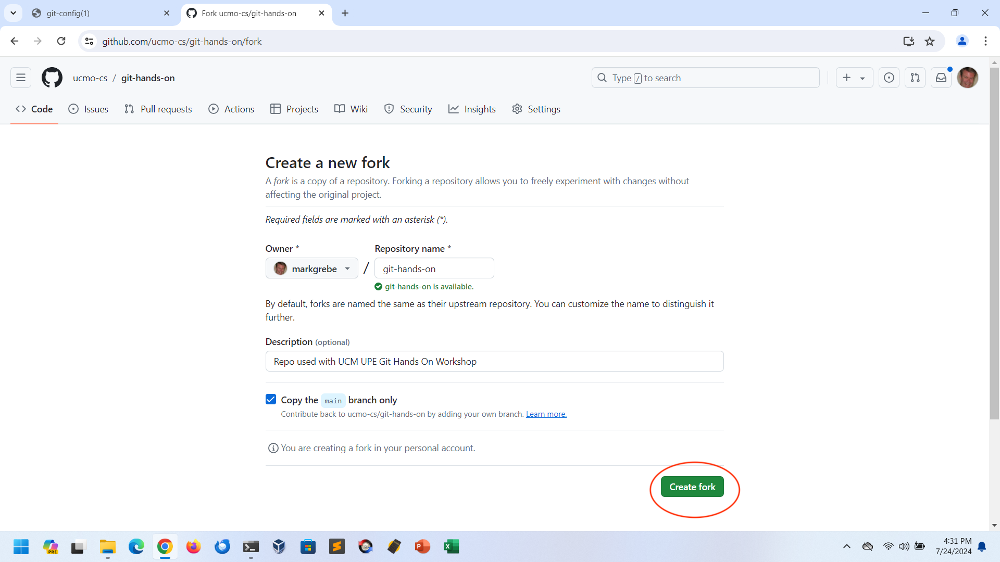 git-config(1)
Fork ucmo-cs/git-hands-on
github.com/ucmo-cs/git-hands-on/fork
ucmo-cs / git-hands-on
Type / to search
Code Issues Pull requests Actions Projects Wiki Security Insights Settings
Create a new fork
A fork is a copy of a repository. Forking a repository allows you to freely experiment with changes without
affecting the original project.
Required fields are marked with an asterisk (*).
Owner *
Repository name *
markgrebe / git-hands-on
git-hands-on is available.
By default, forks are named the same as their upstream repository. You can customize the name to distinguish it
further.
Description (optional)
Repo used with UCM UPE Git Hands On Workshop
Copy the main branch only
Contribute back to ucmo-cs/git-hands-on by adding your own branch. Learn more.
You are creating a fork in your personal account.
Create fork
PRE
4:31 PM
7/24/2024